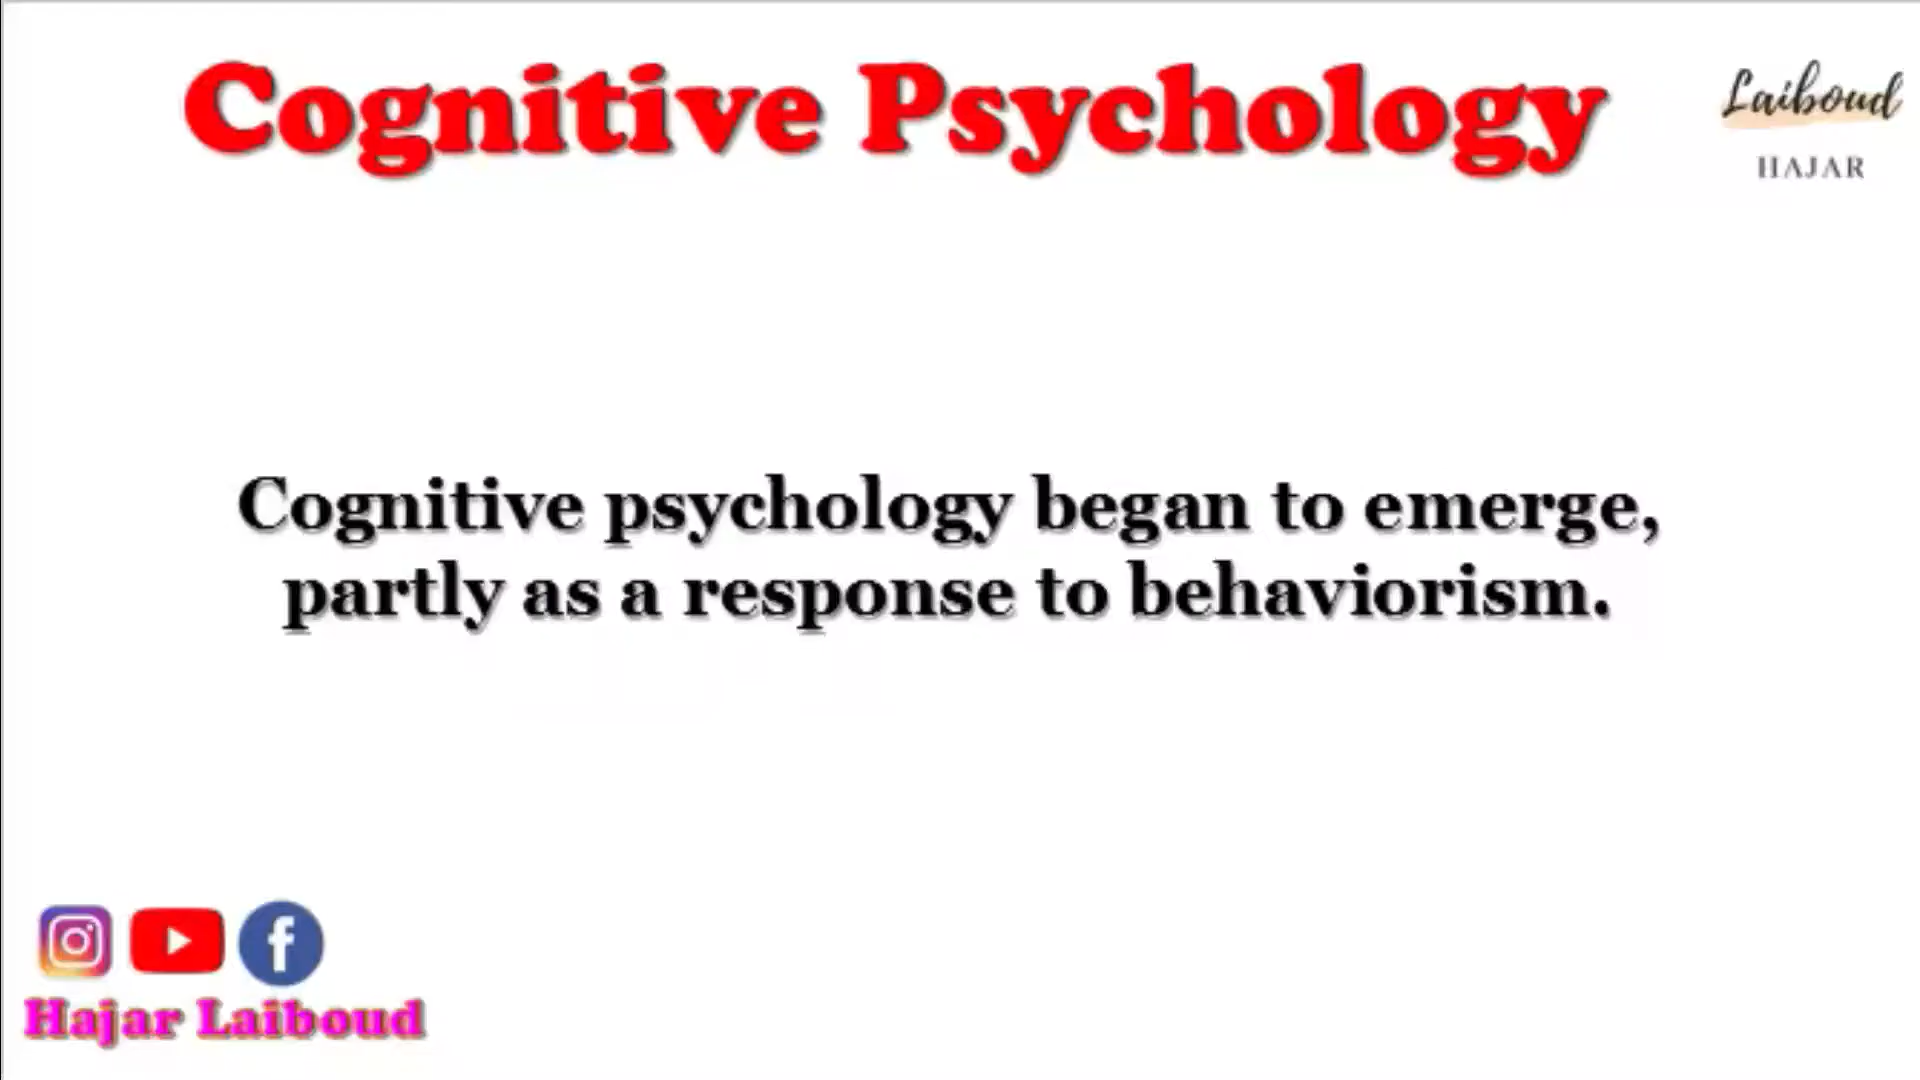 Cognitive Psychology
Laiboud
HAJAR
Cognitive psychology began to emerge,
partly as a response to behaviorism.
Hajar Laiboud